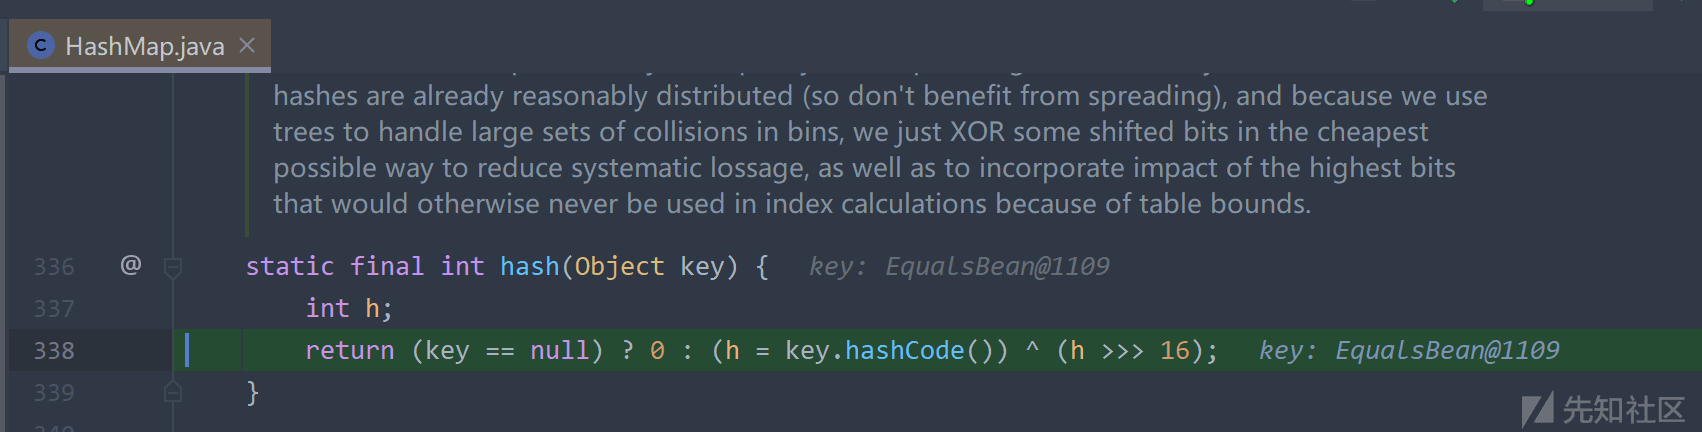 HashMap.java
hashes are already reasonably distributed (so don't benefit from spreading), and because we use
trees to handle large sets of collisions in bins, we just XOR some shifted bits in the cheapest
possible way to reduce systematic lossage, as well as to incorporate impact of the highest bits
that would otherwise never be used in index calculations because of table bounds.
336 @ static final int hash(Object key) { key: EqualsBean@1109
337 int h;
338 return (key == null) ? 0 : (h = key.hashCode()) ^ (h >>> 16); key: EqualsBean@1109
339 }
先知社区